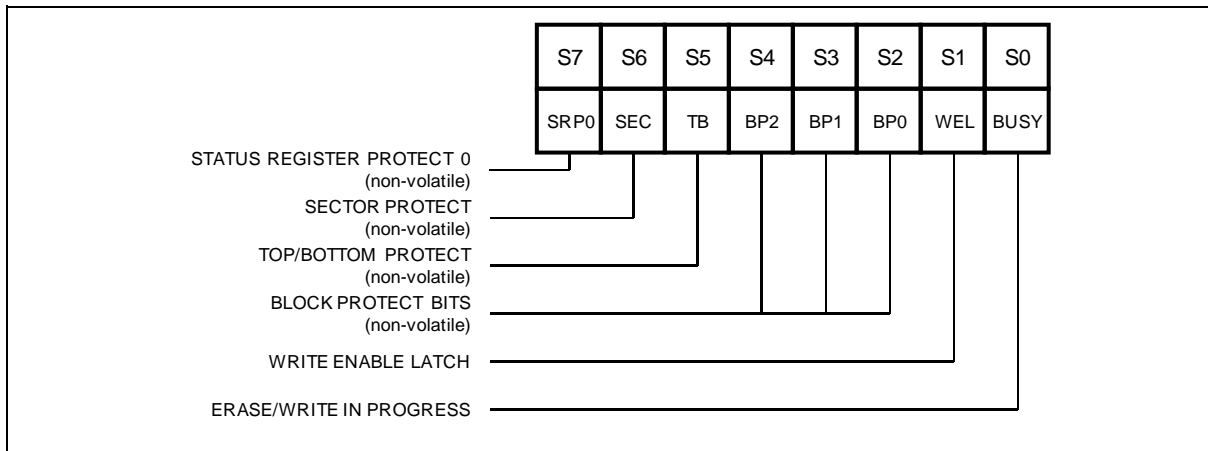 S7 S6 S5 S4 S3 S2 S1 S0
SRP0 SEC TB BP2 BP1 BP0 WEL BUSY
STATUS REGISTER PROTECT 0
(non-volatile)
SECTOR PROTECT
(non-volatile)
TOP/BOTTOM PROTECT
(non-volatile)
BLOCK PROTECT BITS
(non-volatile)
WRITE ENABLE LATCH
ERASE/WRITE IN PROGRESS